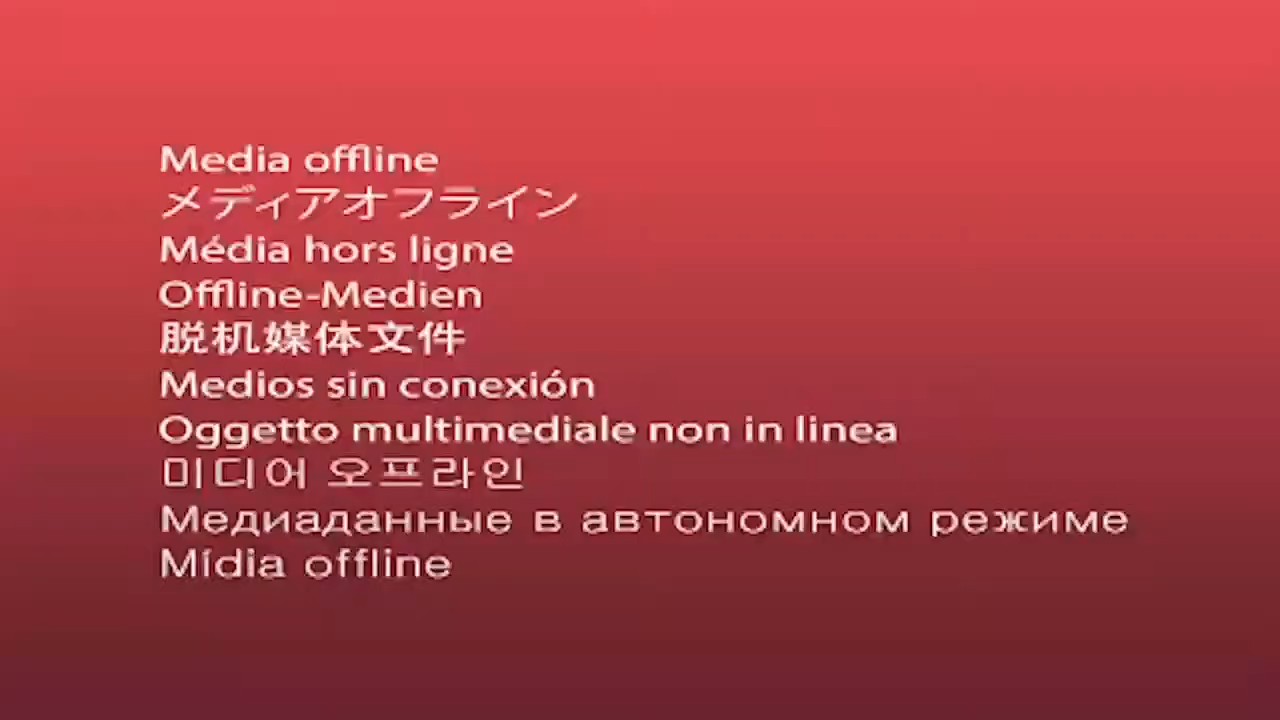 Media offline
メディアオフライン
Média hors ligne
Offline-Medien
脱机媒体文件
Medios sin conexión
Oggetto multimediale non in linea
미디어 오프라인
Медиаданные в автономном режиме
Mídia offline